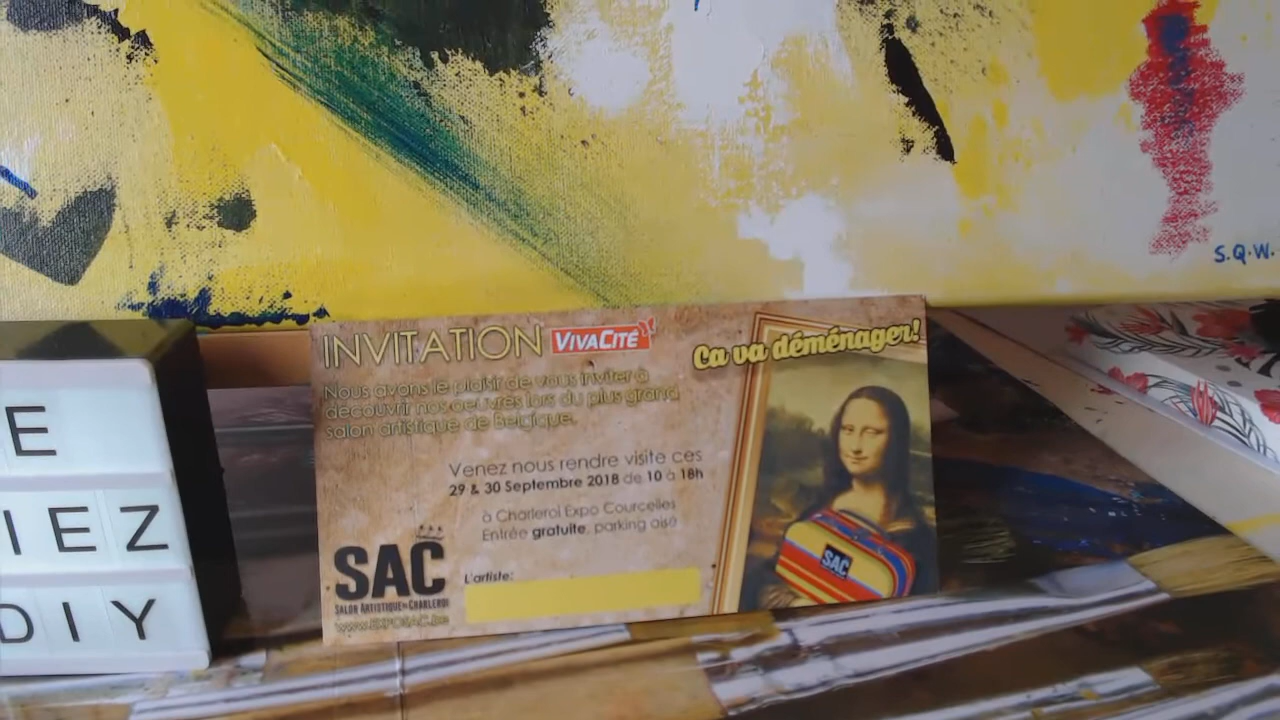 S.Q.W.
E
IEZ
DIY
INVITATION VIVACITÉ
Ça va déménager!
Nous avons le plaisir de vous inviter à
découvrir nos oeuvres lors du plus grand
salon artistique de Belgique.
Venez nous rendre visite ces
29 & 30 Septembre 2018 de 10 à 18h
à Charleroi Expo Courcelles
Entrée gratuite, parking aisé
SAC
SALON ARTISTIQUE DE CHARLEROI
www.EXPOSAC.be
L'artiste:
SAC